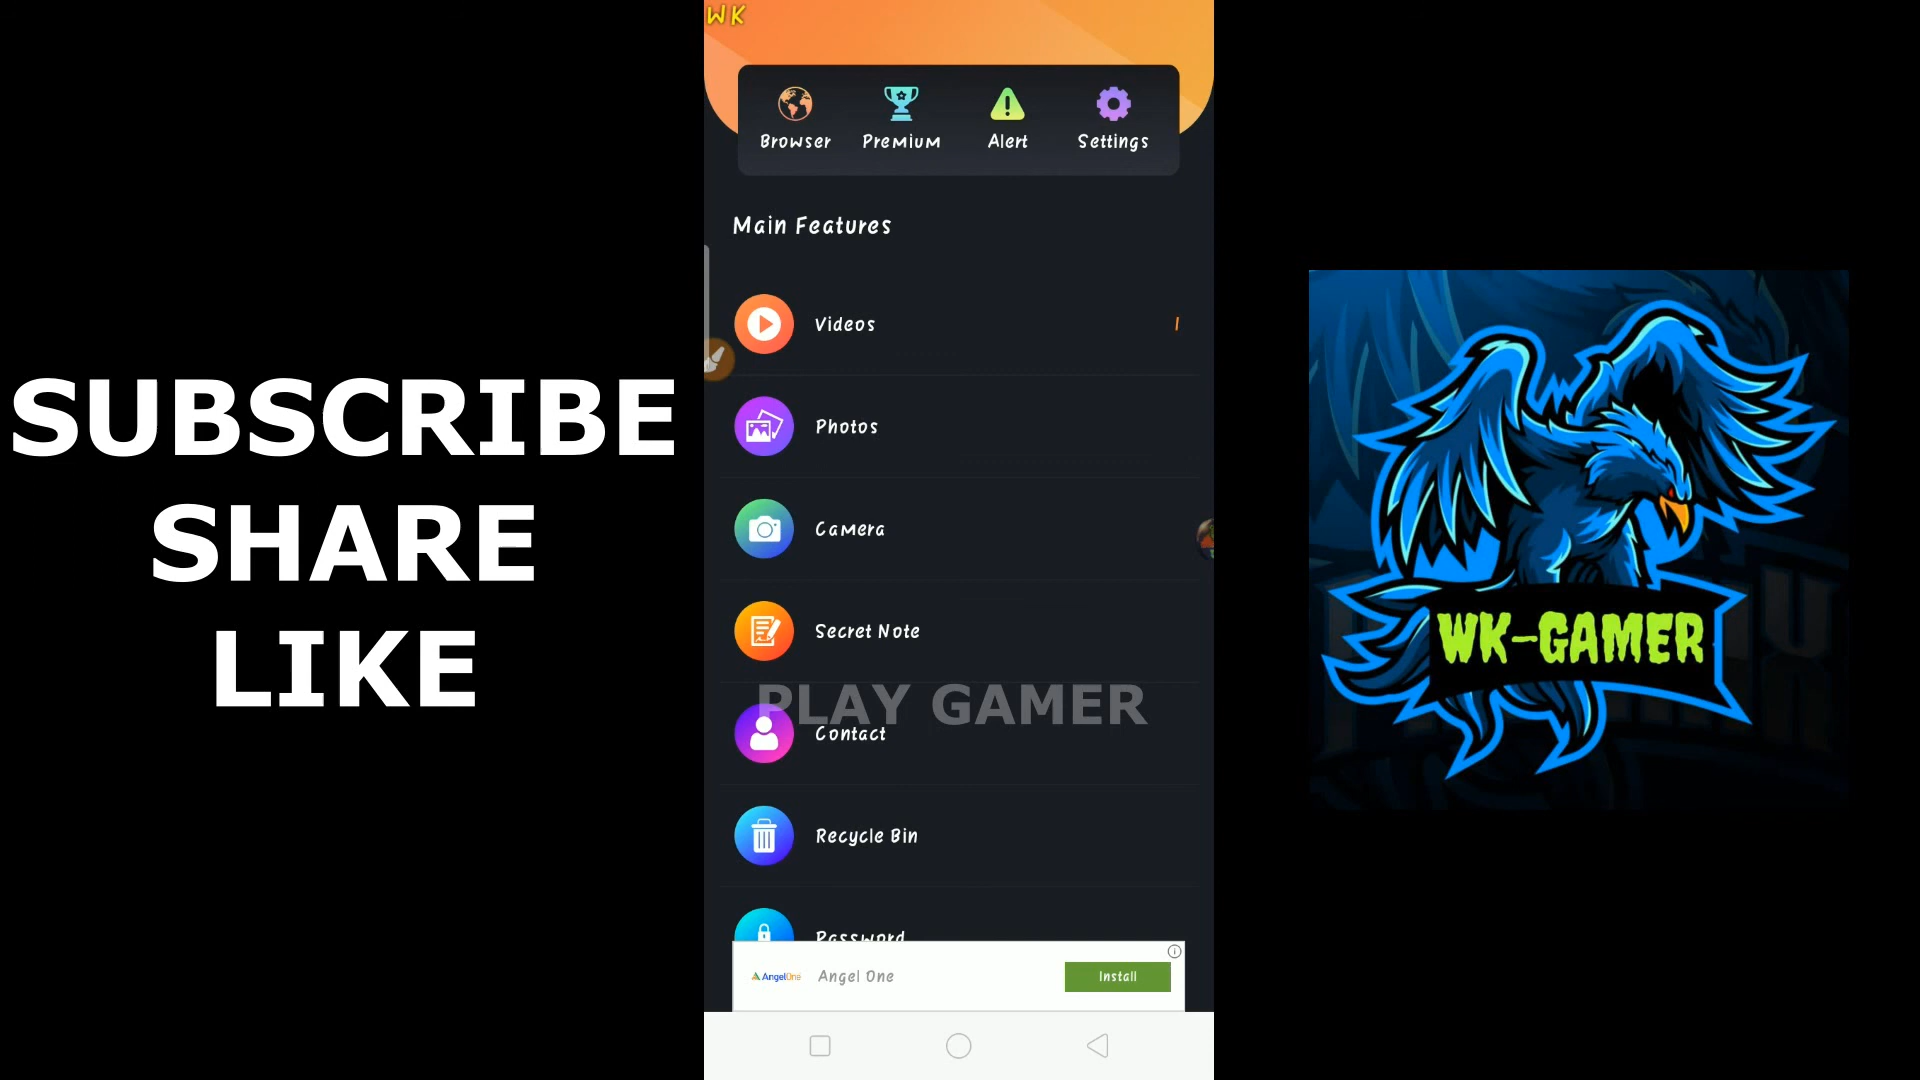 SUBSCRIBE
SHARE
LIKE
WK
Browser
Premium
Alert
Settings
Main Features
Videos
1
Photos
Camera
Secret Note
PLAY GAMER
Contact
Recycle Bin
Password
AngelOne
Angel One
Install
WK-GAMER